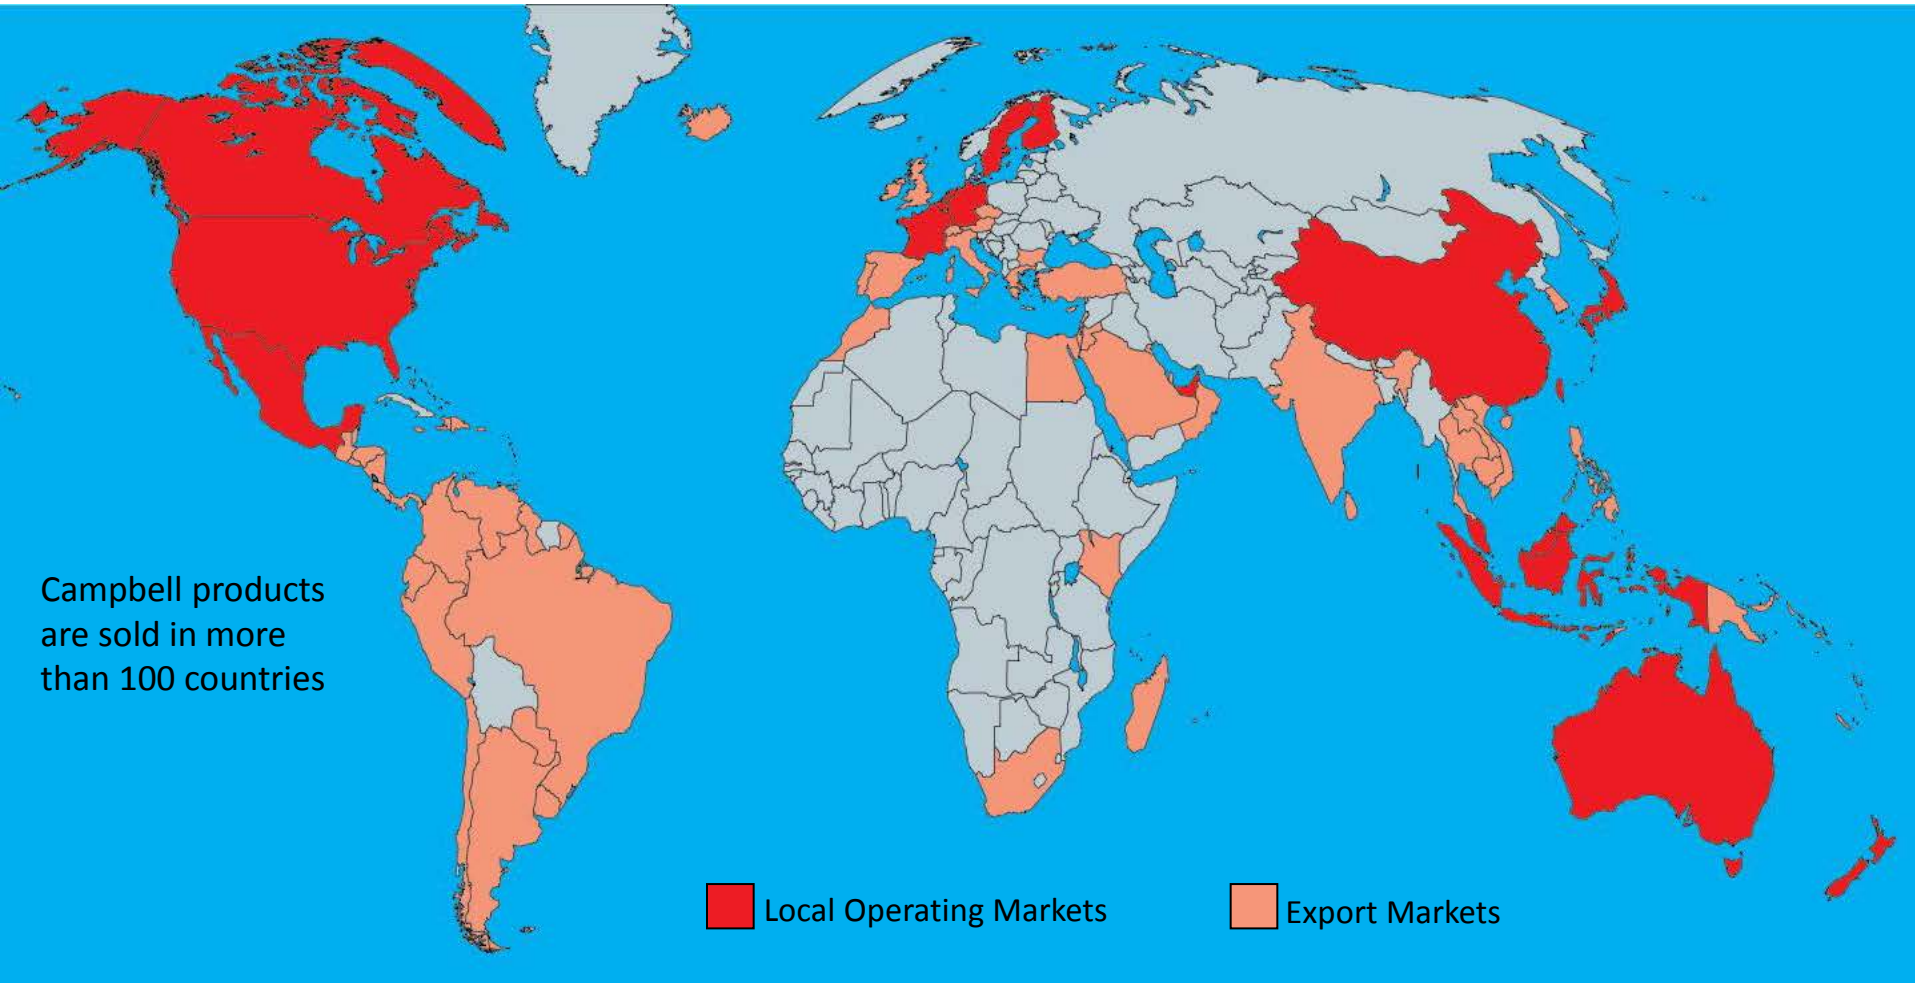 Campbell products
are sold in more
than 100 countries
Local Operating Markets
Export Markets